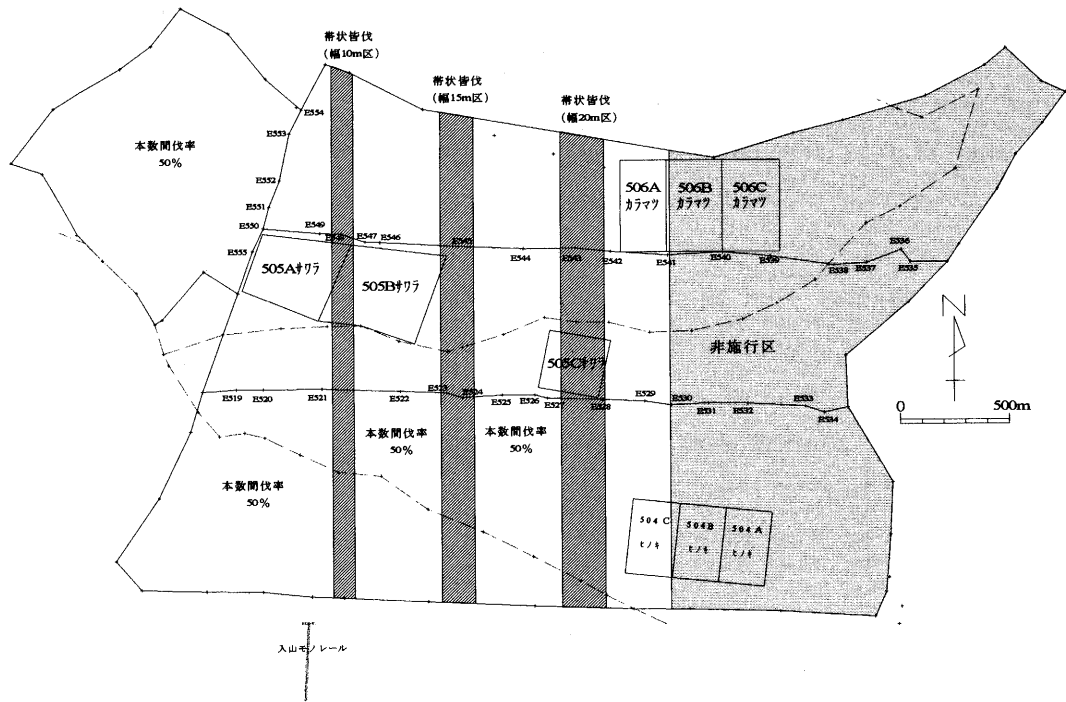 帯状皆伐
(幅10m区)
帯状皆伐
(幅15m区)
帯状皆伐
(幅20m区)
本数間伐率
50%
E554
E553
E552
E551
E550
E549
E547
E546
E545
E544
E543
E542
E541
E540
E539
E538
E537
E536
E535
E555
506A
カラマツ
506B
カラマツ
506C
カラマツ
505Aサワラ
505Bサワラ
505Cサワラ
非施行区
N
0 500m
E519
E520
E521
E522
E523
E524
E525
E526
E527
E528
E529
E530
E531
E532
E533
E534
本数間伐率
50%
本数間伐率
50%
本数間伐率
50%
504C
ヒノキ
504B
ヒノキ
504A
ヒノキ
入山モノレール